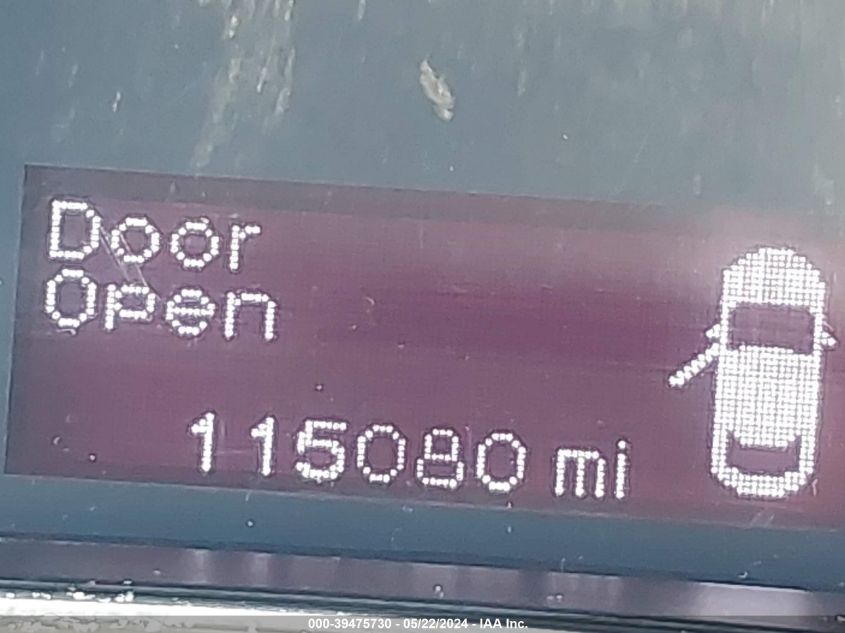 Door
Open
115080 mi
000-39475730 - 05/22/2024 - IAA Inc.